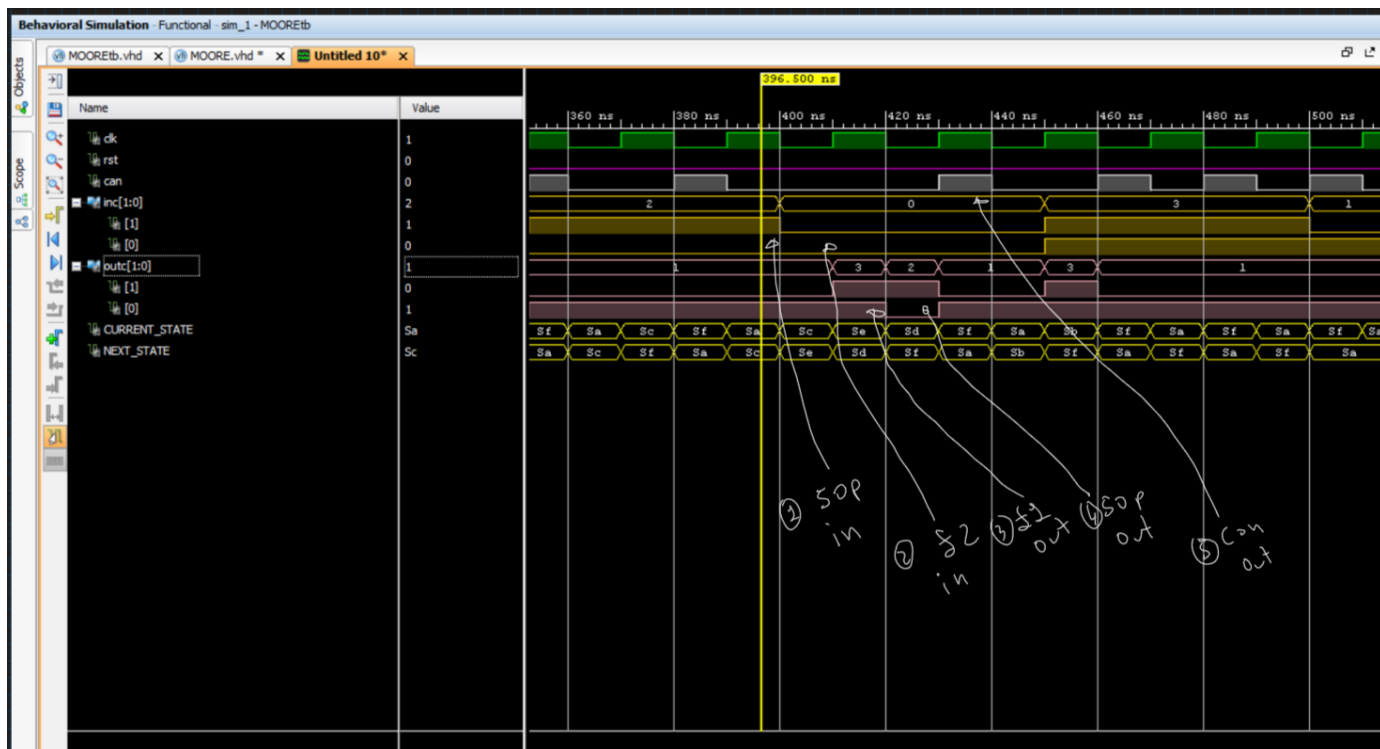 Behavioral Simulation - Functional - sim_1 - MOOREtb
Objects
Scope
MOOREtb.vhd
MOORE.vhd *
Untitled 10*
Name
Value
clk
1
rst
0
can
0
inc[1:0]
2
[1]
1
[0]
0
outc[1:0]
1
[1]
0
[0]
1
CURRENT_STATE
Sa
NEXT_STATE
Sc
396.500 ns
360 ns 380 ns 400 ns 420 ns 440 ns 460 ns 480 ns 500 ns
2 0 3 1
1 3 2 1 3 1
Sf Sa Sc Sf Sa Sc Se Sd Sf Sa Sb Sf Sa Sf Sa Sf Sa
Sa Sc Sf Sa Sc Se Sd Sf Sa Sb Sf Sa Sf Sa Sf Sa
50p
in
② £2
in
③ £1
out
④ 50p
out
⑤ Can
out